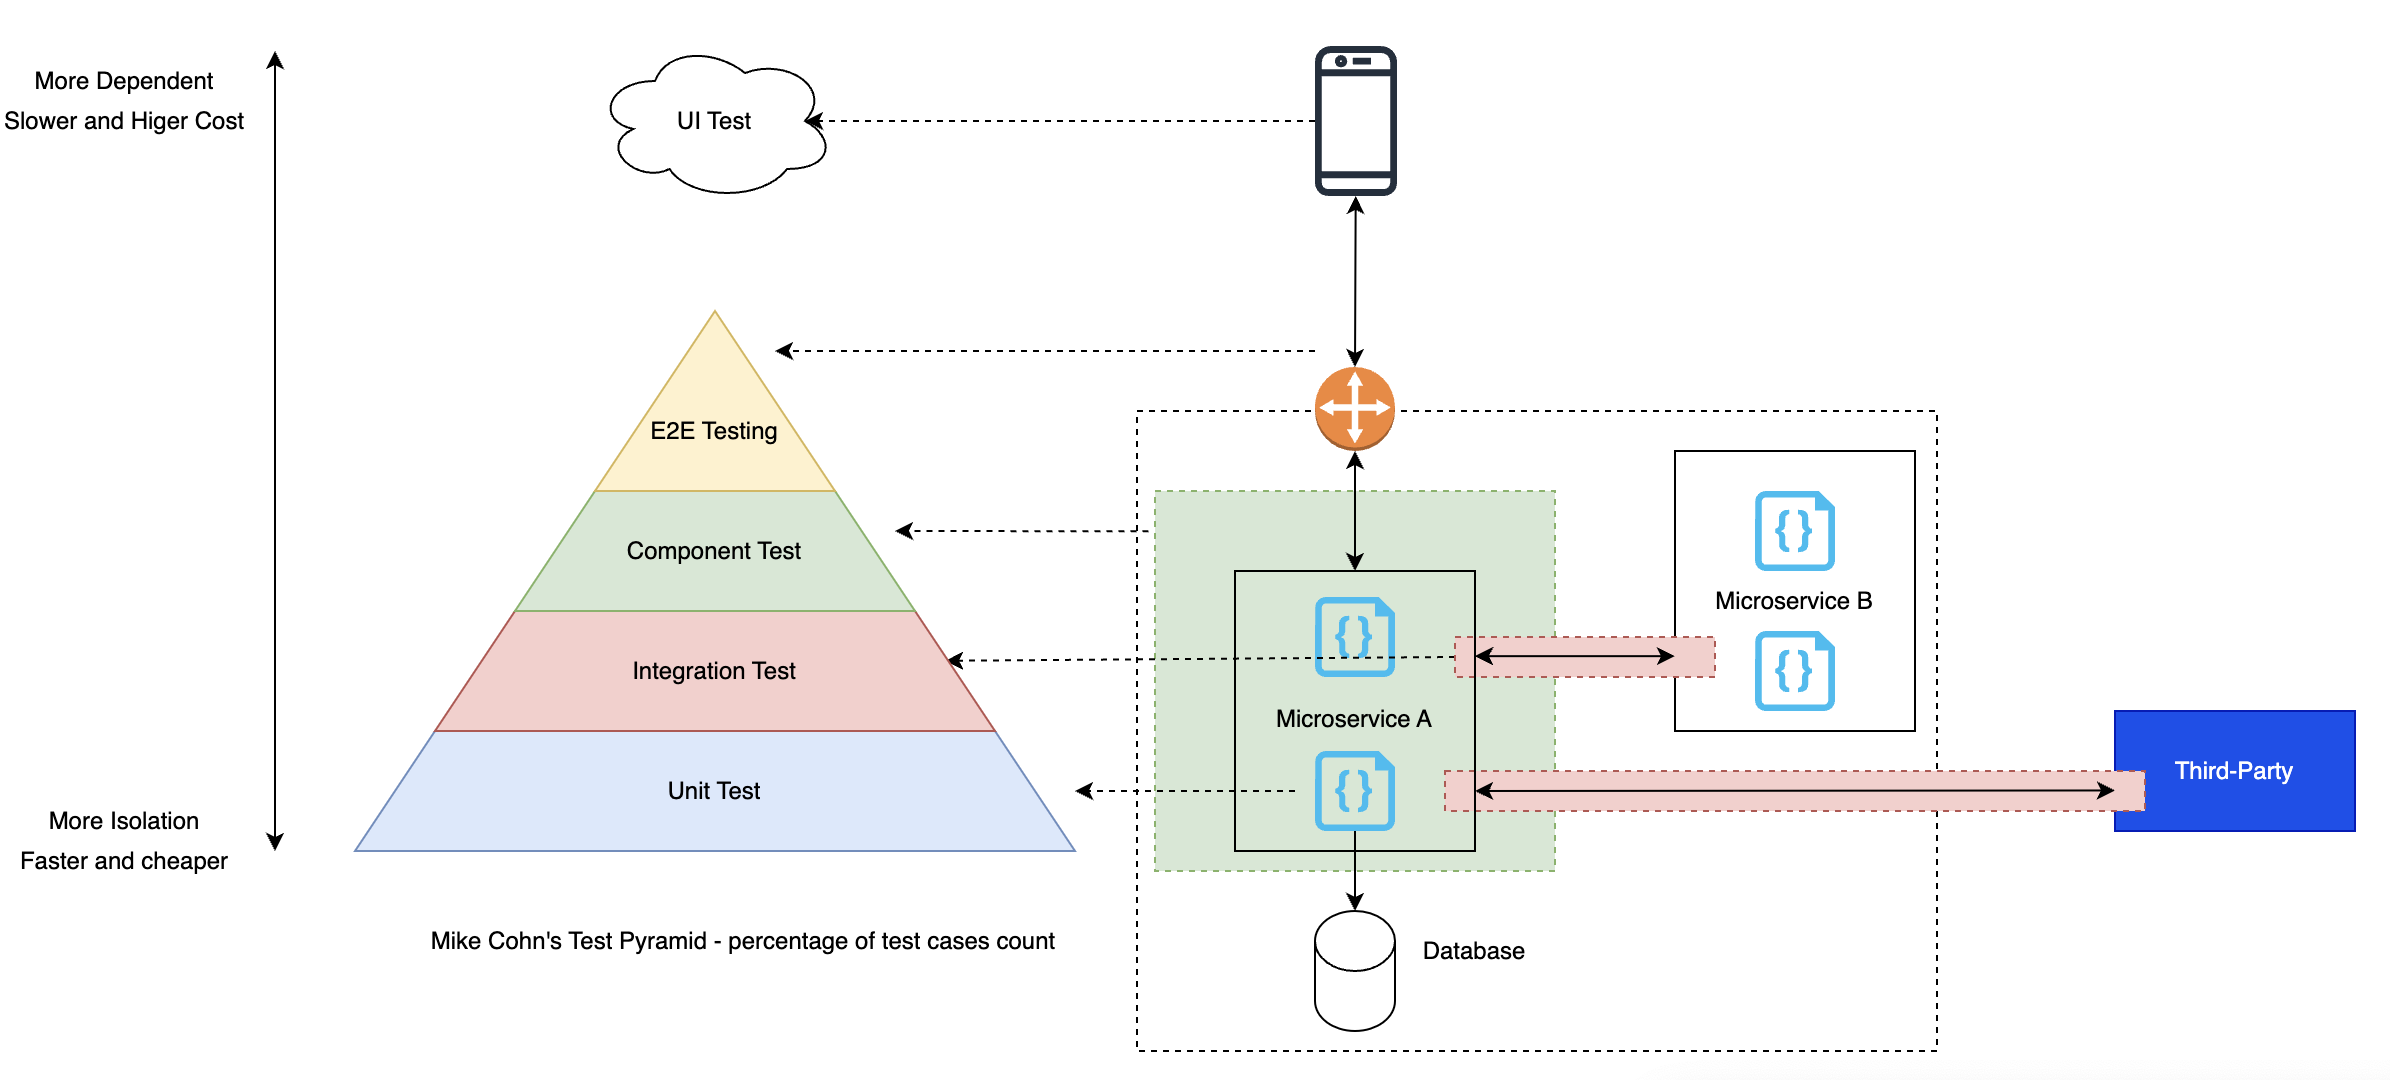 More Dependent
Slower and Higer Cost
UI Test
E2E Testing
Component Test
Integration Test
Unit Test
More Isolation
Faster and cheaper
Mike Cohn's Test Pyramid - percentage of test cases count
{}
Microservice A
{}
{}
Microservice B
{}
Third-Party
Database